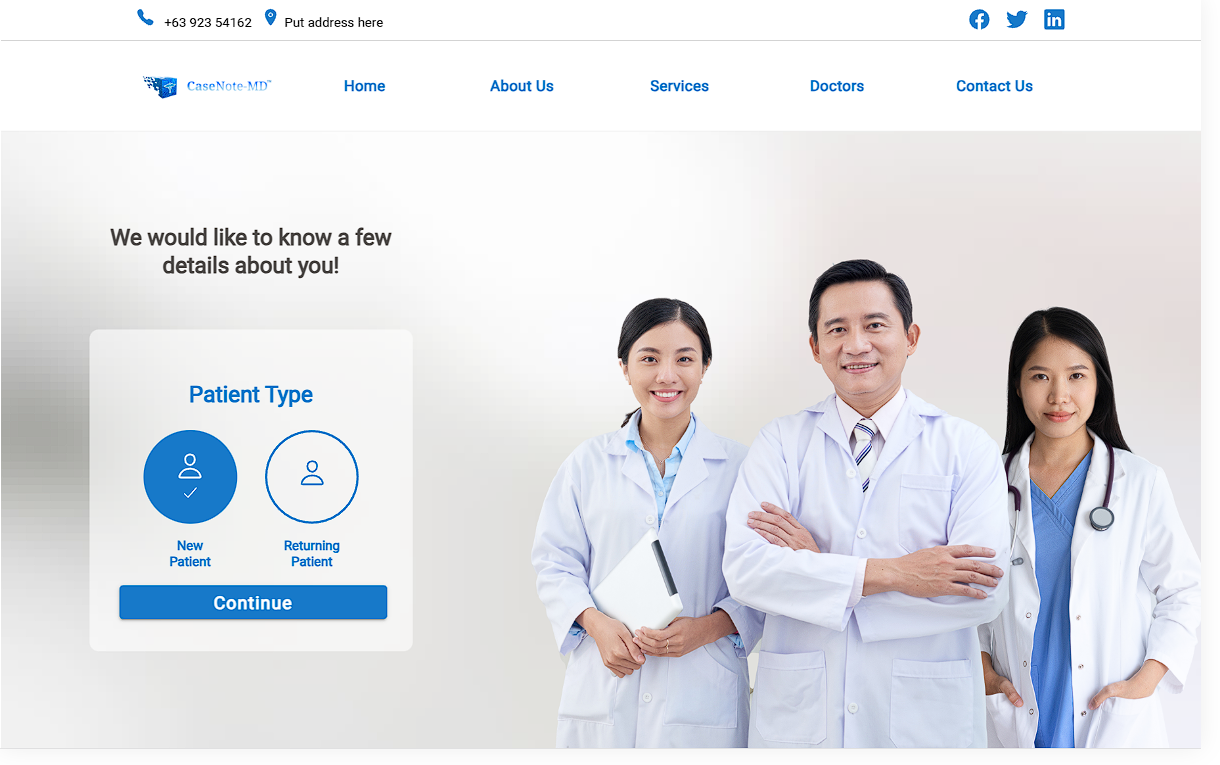 +63 923 54162 Put address here
CaseNote-MD™ Home About Us Services Doctors Contact Us
We would like to know a few
details about you!
Patient Type
New Returning
Patient Patient
Continue